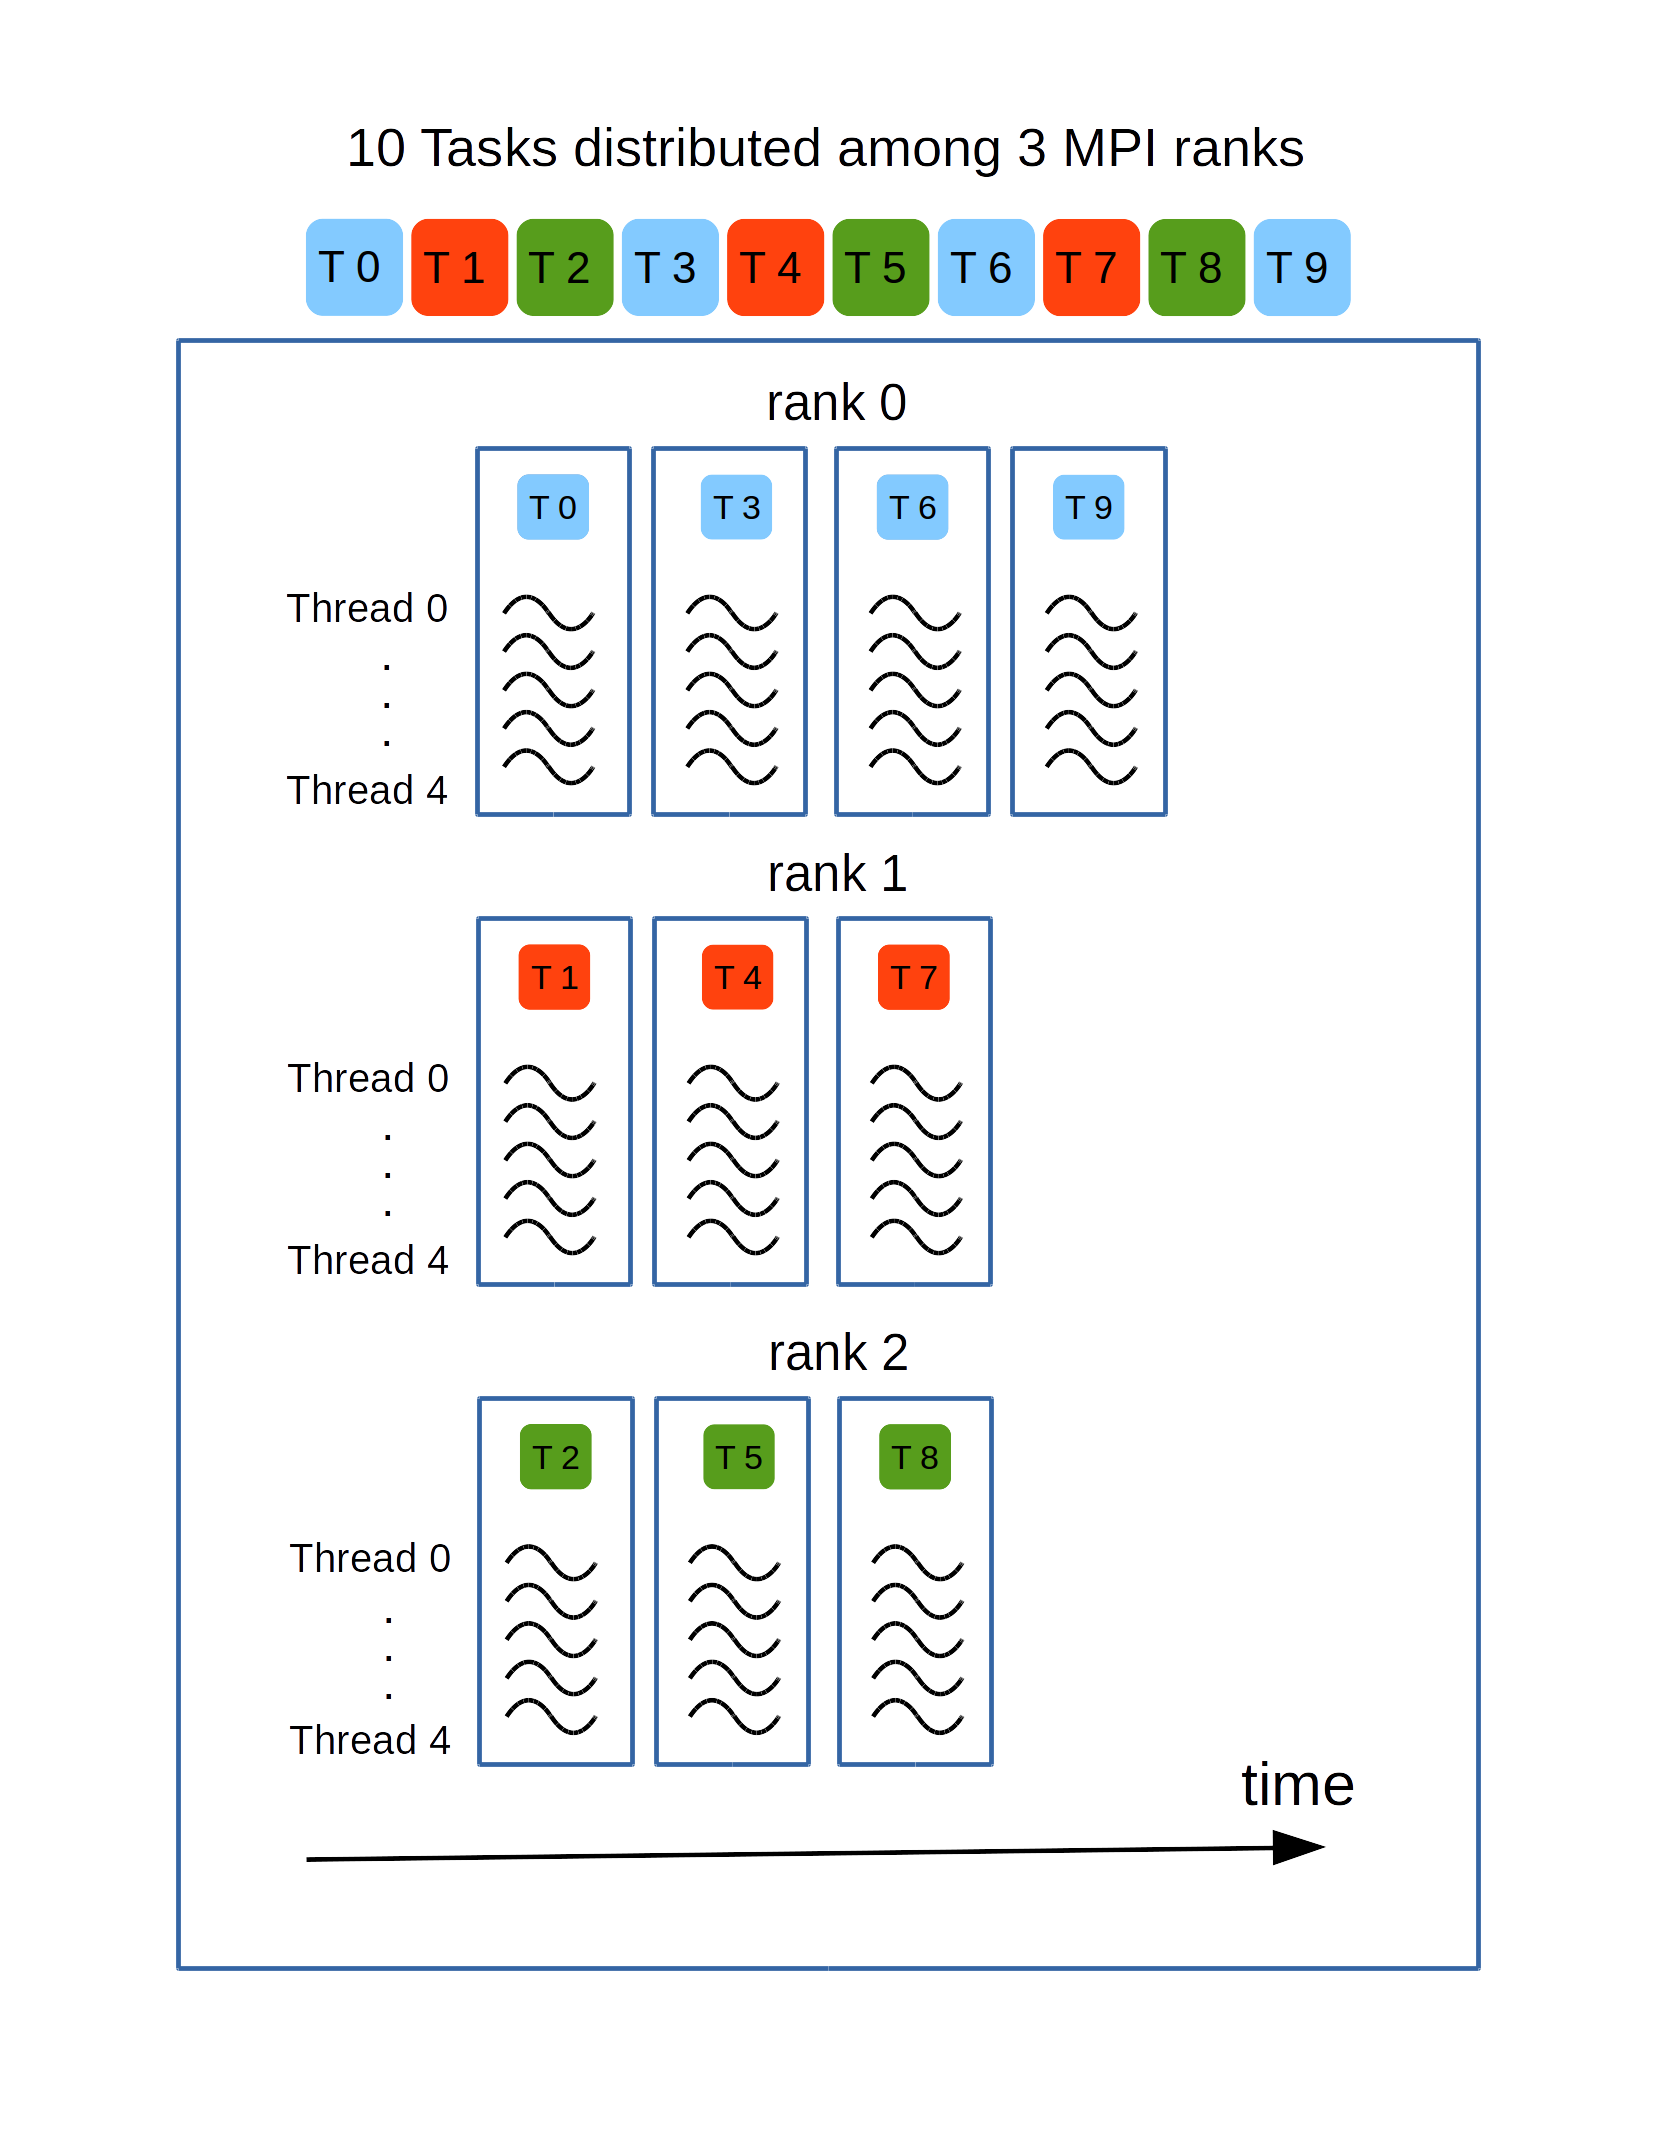 10 Tasks distributed among 3 MPI ranks
T 0 T 1 T 2 T 3 T 4 T 5 T 6 T 7 T 8 T 9
rank 0
T 0 T 3 T 6 T 9
Thread 0
.
.
.
Thread 4
rank 1
T 1 T 4 T 7
Thread 0
.
.
.
Thread 4
rank 2
T 2 T 5 T 8
Thread 0
.
.
.
Thread 4
time